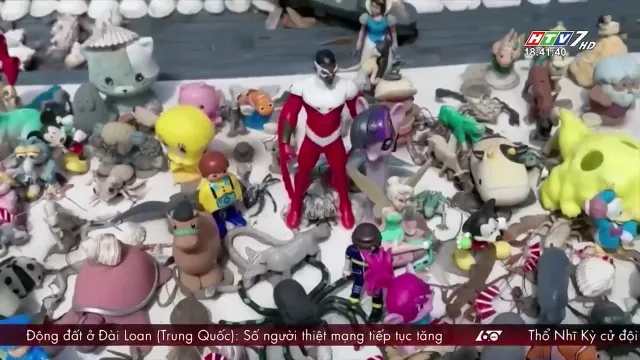 HTV7 HD
18:41:40
Động đất ở Đài Loan (Trung Quốc): Số người thiệt mạng tiếp tục tăng
60
Thổ Nhĩ Kỳ cử đội